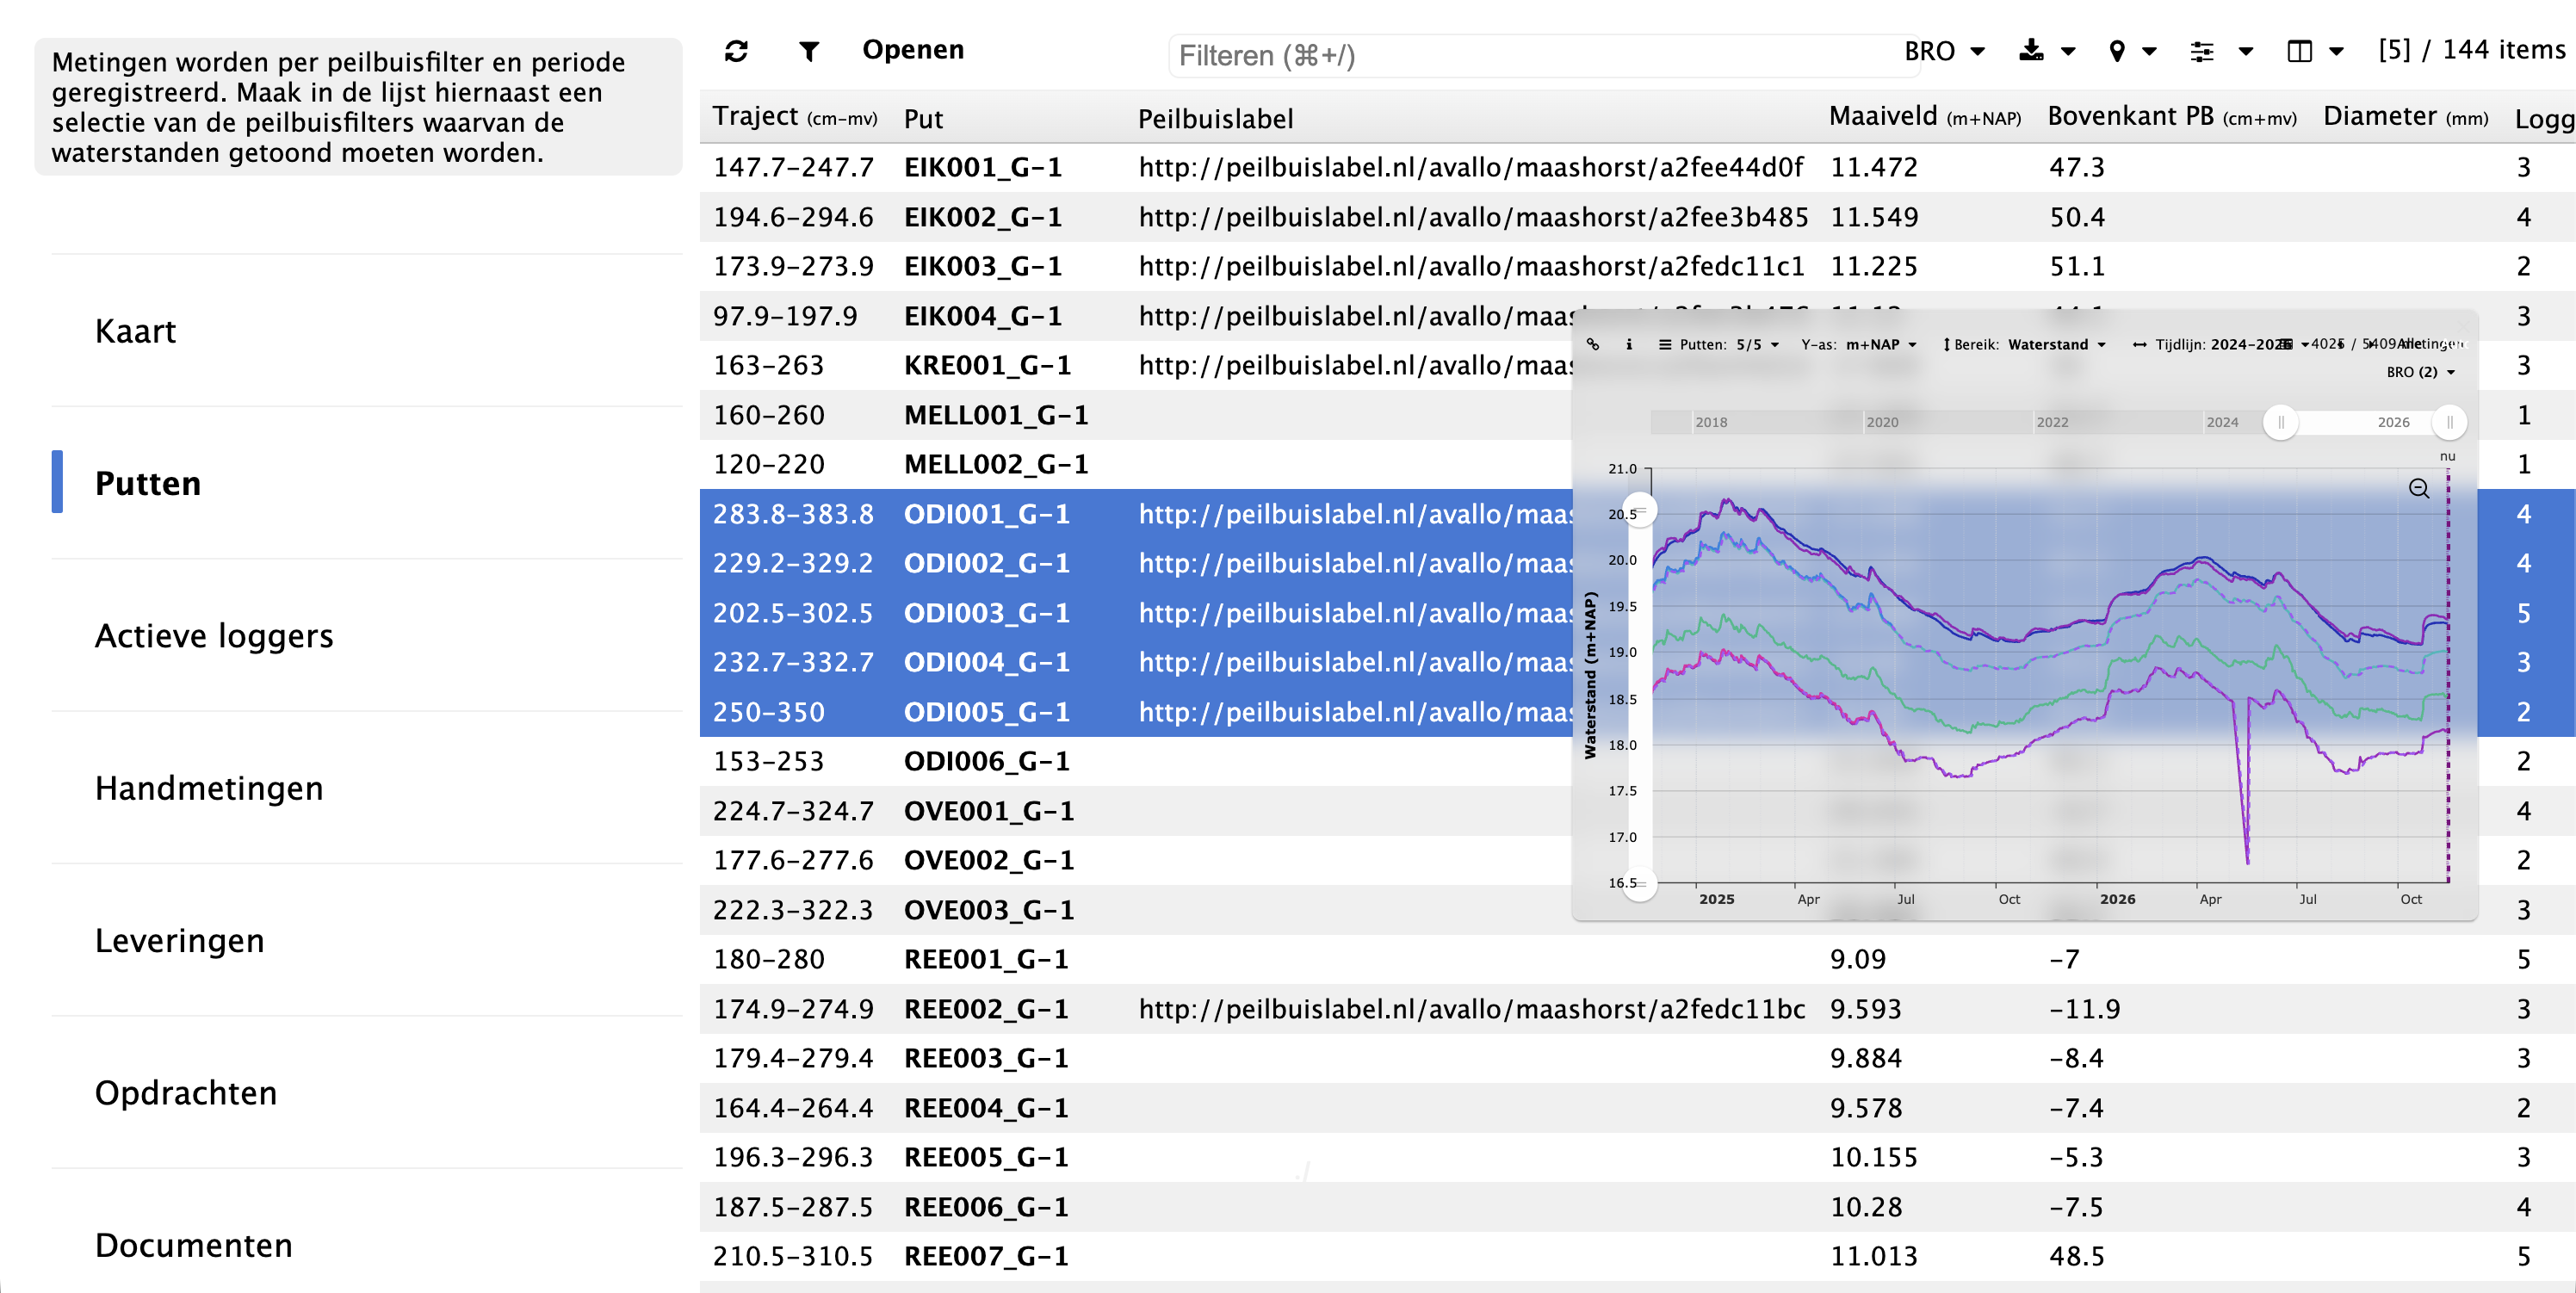 Metingen worden per peilbuisfilter en periode
geregistreerd. Maak in de lijst hiernaast een
selectie van de peilbuisfilters waarvan de
waterstanden getoond moeten worden.
Kaart
Putten
Actieve loggers
Handmetingen
Leveringen
Opdrachten
Documenten
Openen Filteren (⌘+/) BRO [5] / 144 items
Traject (cm-mv) Put Peilbuislabel Maaiveld (m+NAP) Bovenkant PB (cm+mv) Diameter (mm) Logg
147.7-247.7 EIK001_G-1 http://peilbuislabel.nl/avallo/maashorst/a2fee44d0f 11.472 47.3 3
194.6-294.6 EIK002_G-1 http://peilbuislabel.nl/avallo/maashorst/a2fee3b485 11.549 50.4 4
173.9-273.9 EIK003_G-1 http://peilbuislabel.nl/avallo/maashorst/a2fedc11c1 11.225 51.1 2
97.9-197.9 EIK004_G-1 http://peilbuislabel.nl/avallo/maas 3
163-263 KRE001_G-1 http://peilbuislabel.nl/avallo/maas 3
160-260 MELL001_G-1 1
120-220 MELL002_G-1 1
283.8-383.8 ODI001_G-1 http://peilbuislabel.nl/avallo/maas 4
229.2-329.2 ODI002_G-1 http://peilbuislabel.nl/avallo/maas 4
202.5-302.5 ODI003_G-1 http://peilbuislabel.nl/avallo/maas 5
232.7-332.7 ODI004_G-1 http://peilbuislabel.nl/avallo/maas 3
250-350 ODI005_G-1 http://peilbuislabel.nl/avallo/maas 2
153-253 ODI006_G-1 2
224.7-324.7 OVE001_G-1 4
177.6-277.6 OVE002_G-1 2
222.3-322.3 OVE003_G-1 3
180-280 REE001_G-1 9.09 -7 5
174.9-274.9 REE002_G-1 http://peilbuislabel.nl/avallo/maashorst/a2fedc11bc 9.593 -11.9 3
179.4-279.4 REE003_G-1 9.884 -8.4 3
164.4-264.4 REE004_G-1 9.578 -7.4 2
196.3-296.3 REE005_G-1 10.155 -5.3 3
187.5-287.5 REE006_G-1 10.28 -7.5 4
210.5-310.5 REE007_G-1 11.013 48.5 5
Putten: 5/5 Y-as: m+NAP Bereik: Waterstand Tijdlijn: 2024-2026
BRO (2)
2018 2020 2022 2024 2026
nu
21.0
20.5
20.0
19.5
19.0
18.5
18.0
17.5
17.0
16.5
Waterstand (m+NAP)
2025 Apr Jul Oct 2026 Apr Jul Oct